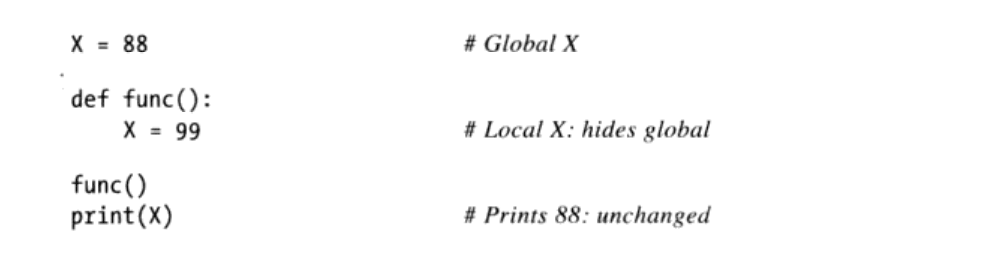 X = 88 # Global X
def func():
    X = 99 # Local X: hides global
func()
print(X) # Prints 88: unchanged